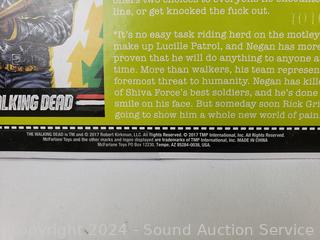 offers two choices to everyone he encounters
line, or get knocked the fuck out.
1010
"It's no easy task riding herd on the motley
make up Lucille Patrol, and Negan has more
proven that he will do anything to anyone a
time. More than walkers, his team represen
foremost threat to humanity. Negan has kille
of Shiva Force's best soldiers, and he's done
smile on his face. But someday soon Rick Gri
going to show him a whole new world of pain.
WALKING DEAD
THE WALKING DEAD is TM and © 2017 Robert Kirkman, LLC. All Rights Reserved. © 2017 TMP International, Inc. All Rights Reserved.
McFarlane Toys and the other marks and logos displayed are trademarks of TMP International, Inc. MADE IN CHINA
McFarlane Toys PO Box 12230, Tempe, AZ 85284-0038, USA.
Copyright 2024 - South Auction